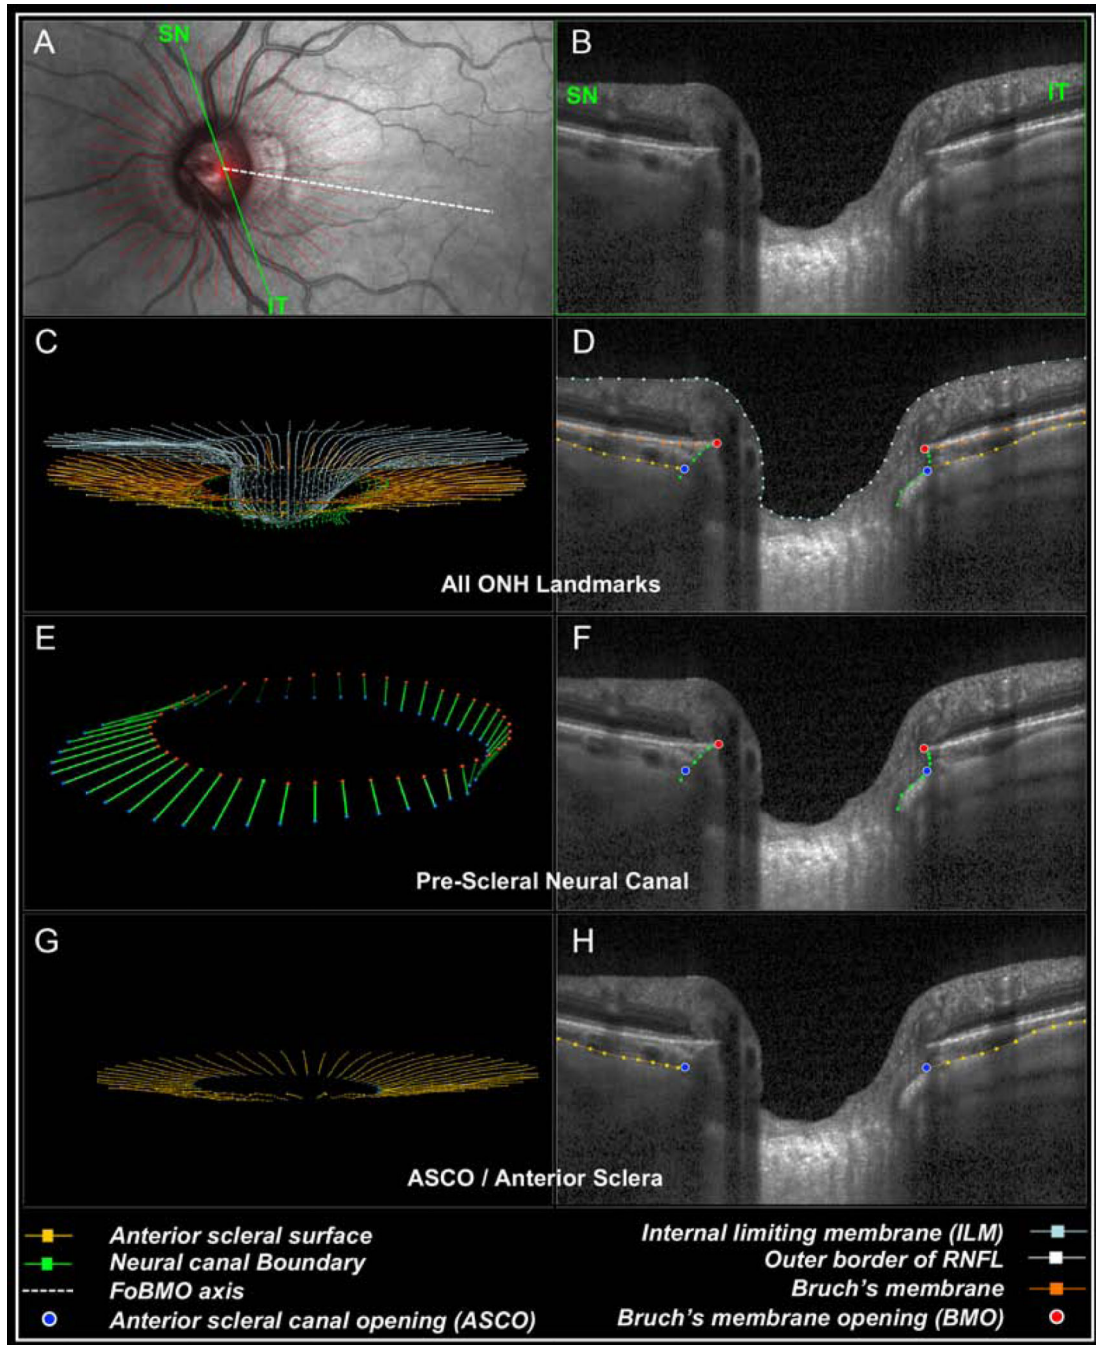 A
SN
IT
B
SN
IT
C
D
All ONH Landmarks
E
F
Pre-Scleral Neural Canal
G
H
ASCO / Anterior Sclera
Anterior scleral surface
Neural canal Boundary
FoBMO axis
Anterior scleral canal opening (ASCO)
Internal limiting membrane (ILM)
Outer border of RNFL
Bruch's membrane
Bruch's membrane opening (BMO)